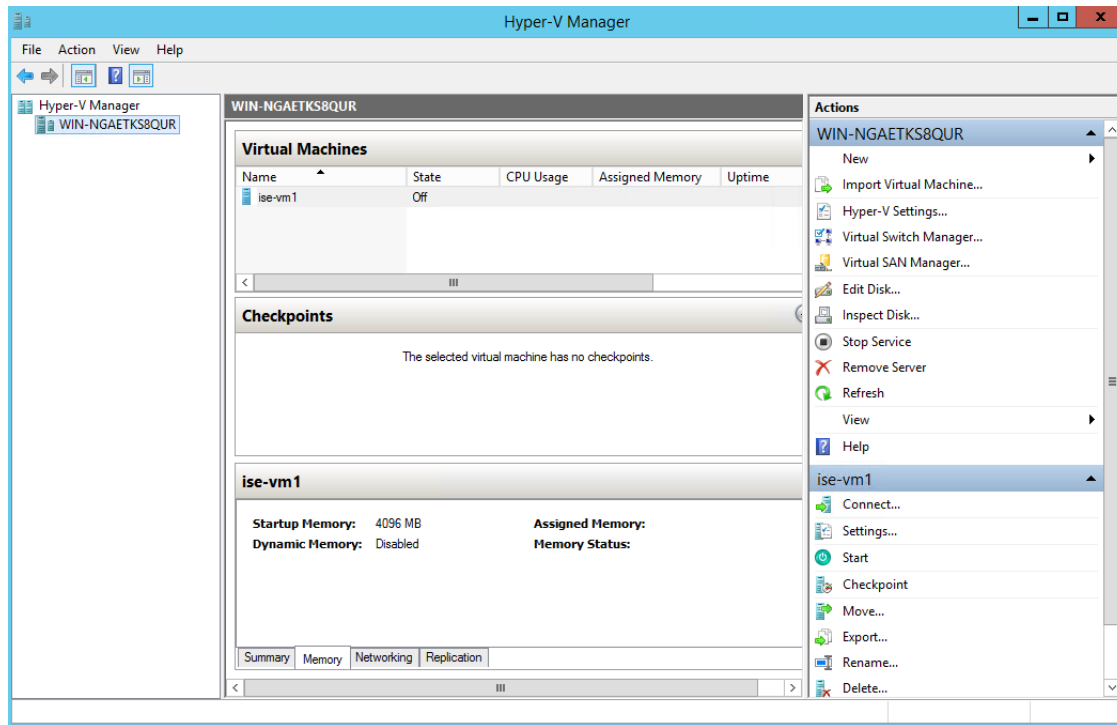 Hyper-V Manager
File Action View Help
Hyper-V Manager
WIN-NGAETKS8QUR
WIN-NGAETKS8QUR
Virtual Machines
Name State CPU Usage Assigned Memory Uptime
ise-vm1 Off
Checkpoints
The selected virtual machine has no checkpoints.
ise-vm1
Startup Memory: 4096 MB Assigned Memory:
Dynamic Memory: Disabled Memory Status:
Summary Memory Networking Replication
Actions
WIN-NGAETKS8QUR
New
Import Virtual Machine...
Hyper-V Settings...
Virtual Switch Manager...
Virtual SAN Manager...
Edit Disk...
Inspect Disk...
Stop Service
Remove Server
Refresh
View
Help
ise-vm1
Connect...
Settings...
Start
Checkpoint
Move...
Export...
Rename...
Delete...